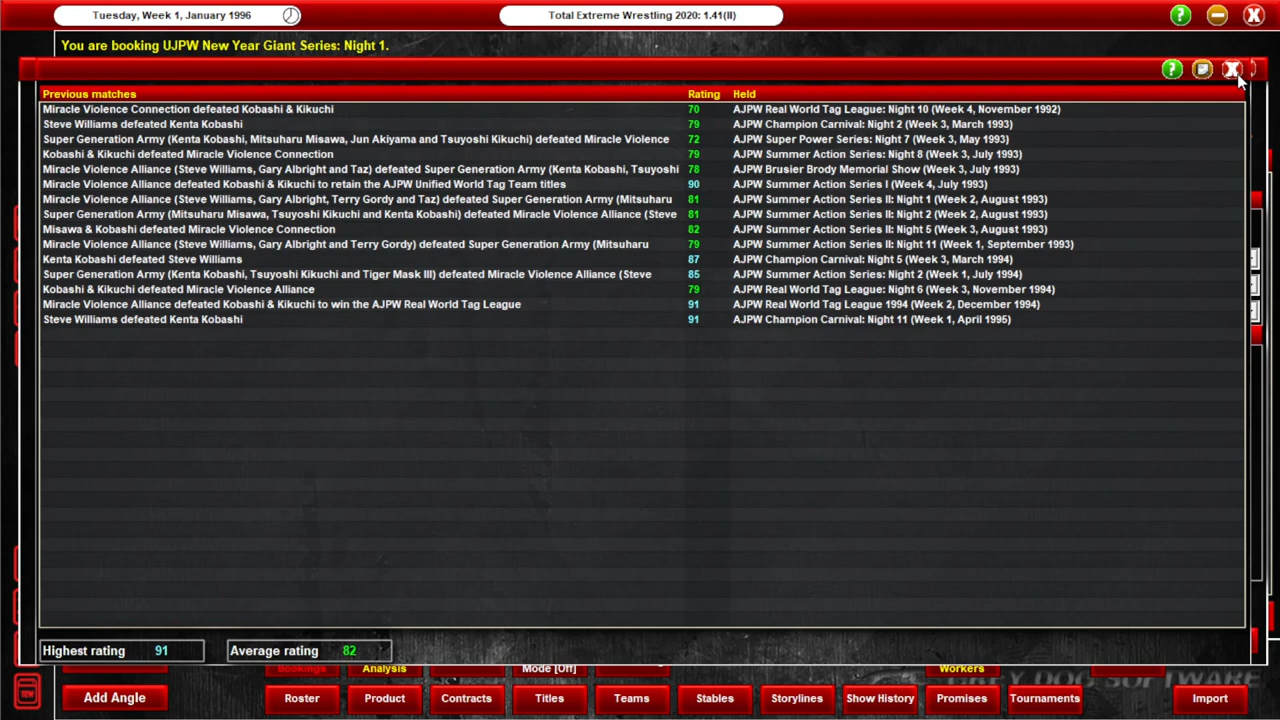 Tuesday, Week 1, January 1996
Total Extreme Wrestling 2020: 1.41(II)
You are booking UJPW New Year Giant Series: Night 1.
Previous matches Rating Held
Miracle Violence Connection defeated Kobashi & Kikuchi 70 AJPW Real World Tag League: Night 10 (Week 4, November 1992)
Steve Williams defeated Kenta Kobashi 79 AJPW Champion Carnival: Night 2 (Week 3, March 1993)
Super Generation Army (Kenta Kobashi, Mitsuharu Misawa, Jun Akiyama and Tsuyoshi Kikuchi) defeated Miracle Violence 72 AJPW Super Power Series: Night 7 (Week 3, May 1993)
Kobashi & Kikuchi defeated Miracle Violence Connection 79 AJPW Summer Action Series: Night 8 (Week 3, July 1993)
Miracle Violence Alliance (Steve Williams, Gary Albright and Taz) defeated Super Generation Army (Kenta Kobashi, Tsuyoshi 78 AJPW Brusier Brody Memorial Show (Week 3, July 1993)
Miracle Violence Alliance defeated Kobashi & Kikuchi to retain the AJPW Unified World Tag Team titles 90 AJPW Summer Action Series I (Week 4, July 1993)
Miracle Violence Alliance (Steve Williams, Gary Albright, Terry Gordy and Taz) defeated Super Generation Army (Mitsuharu 81 AJPW Summer Action Series II: Night 1 (Week 2, August 1993)
Super Generation Army (Mitsuharu Misawa, Tsuyoshi Kikuchi and Kenta Kobashi) defeated Miracle Violence Alliance (Steve 81 AJPW Summer Action Series II: Night 2 (Week 2, August 1993)
Misawa & Kobashi defeated Miracle Violence Connection 82 AJPW Summer Action Series II: Night 5 (Week 3, August 1993)
Miracle Violence Alliance (Steve Williams, Gary Albright and Terry Gordy) defeated Super Generation Army (Mitsuharu 79 AJPW Summer Action Series II: Night 11 (Week 1, September 1993)
Kenta Kobashi defeated Steve Williams 87 AJPW Champion Carnival: Night 5 (Week 3, March 1994)
Super Generation Army (Kenta Kobashi, Tsuyoshi Kikuchi and Tiger Mask III) defeated Miracle Violence Alliance (Steve 85 AJPW Summer Action Series: Night 2 (Week 1, July 1994)
Kobashi & Kikuchi defeated Miracle Violence Alliance 79 AJPW Real World Tag League: Night 6 (Week 3, November 1994)
Miracle Violence Alliance defeated Kobashi & Kikuchi to win the AJPW Real World Tag League 91 AJPW Real World Tag League 1994 (Week 2, December 1994)
Steve Williams defeated Kenta Kobashi 91 AJPW Champion Carnival: Night 11 (Week 1, April 1995)
Highest rating 91 Average rating 82
Bookings Analysis Mode [Off] Workers
Add Angle Roster Product Contracts Titles Teams Stables Storylines Show History Promises Tournaments Import